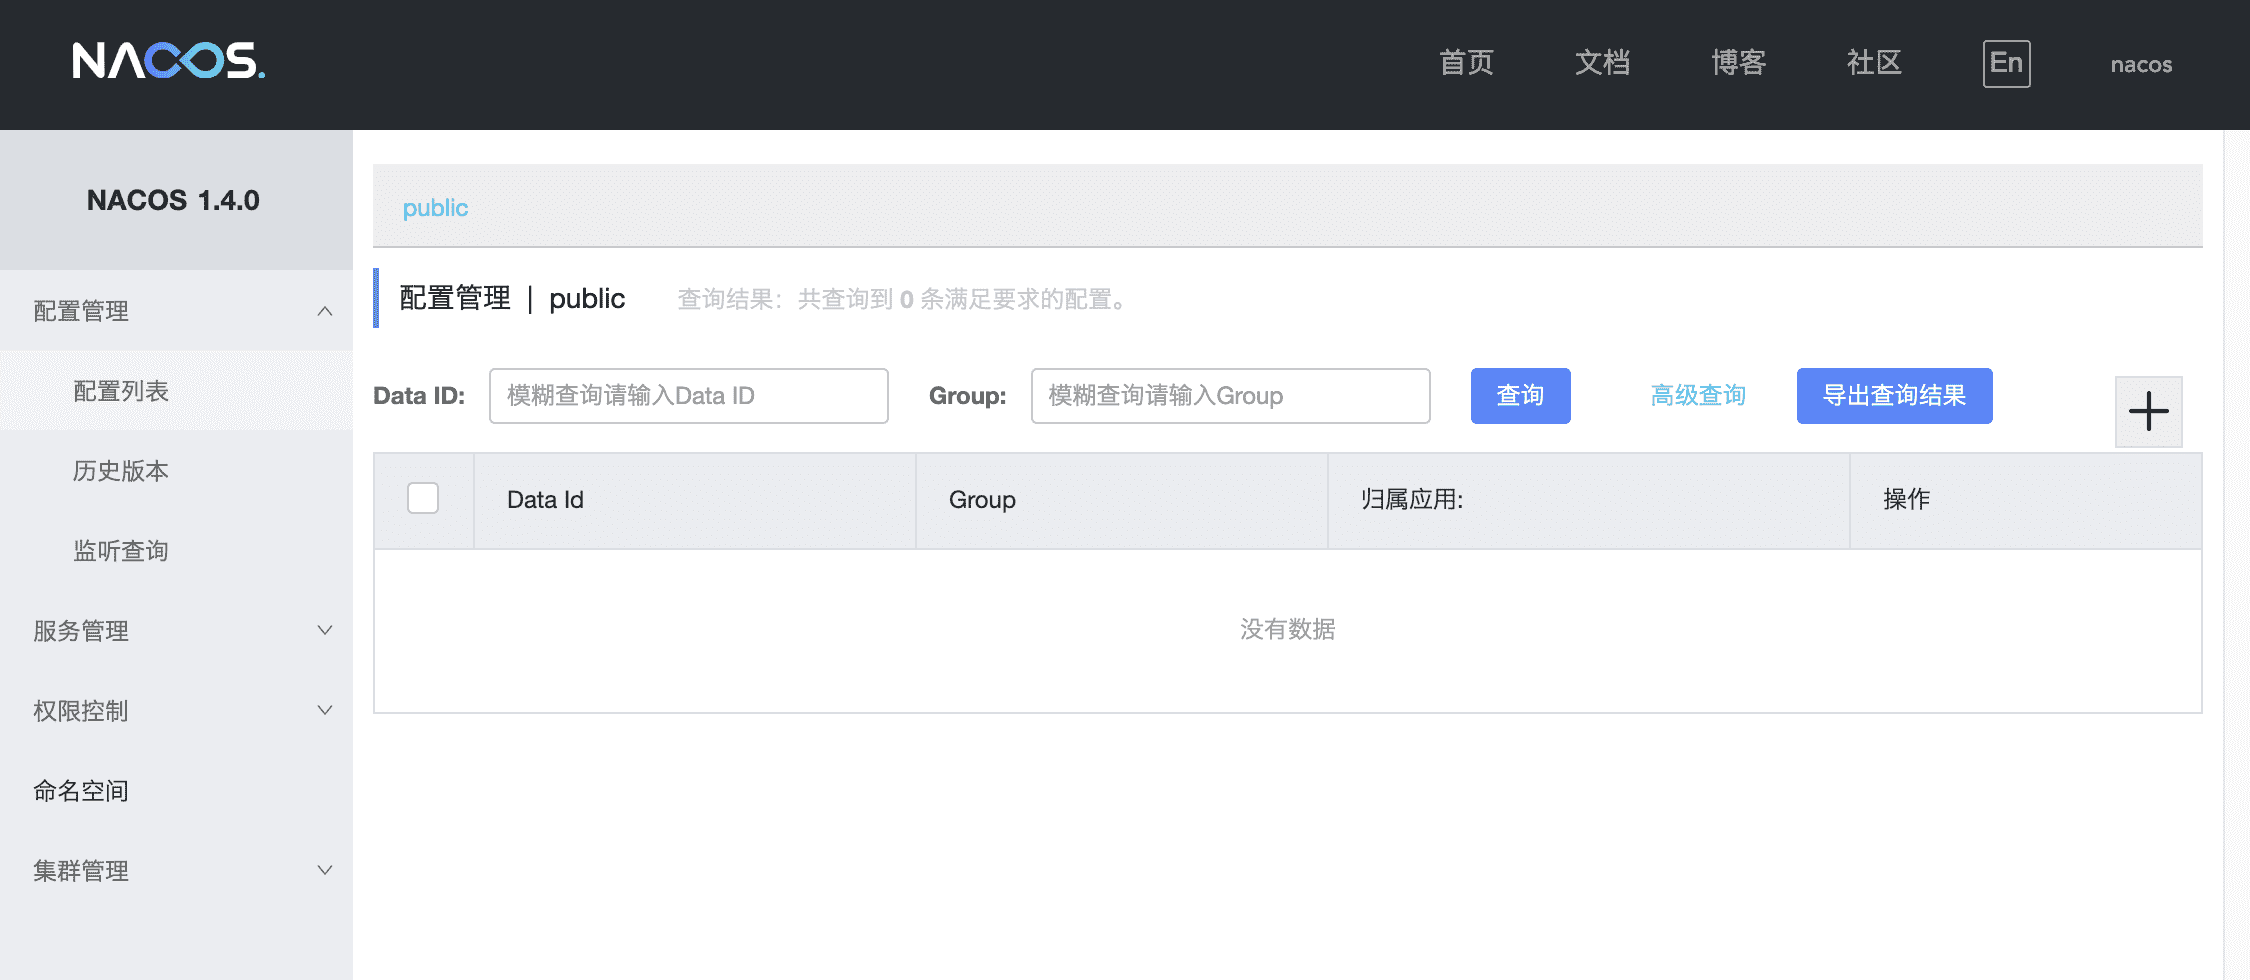 NACOS.
首页 文档 博客 社区 En nacos
NACOS 1.4.0
配置管理
配置列表
历史版本
监听查询
服务管理
权限控制
命名空间
集群管理
public
配置管理 | public 查询结果：共查询到 0 条满足要求的配置。
Data ID: 模糊查询请输入Data ID Group: 模糊查询请输入Group 查询 高级查询 导出查询结果
Data Id Group 归属应用: 操作
没有数据